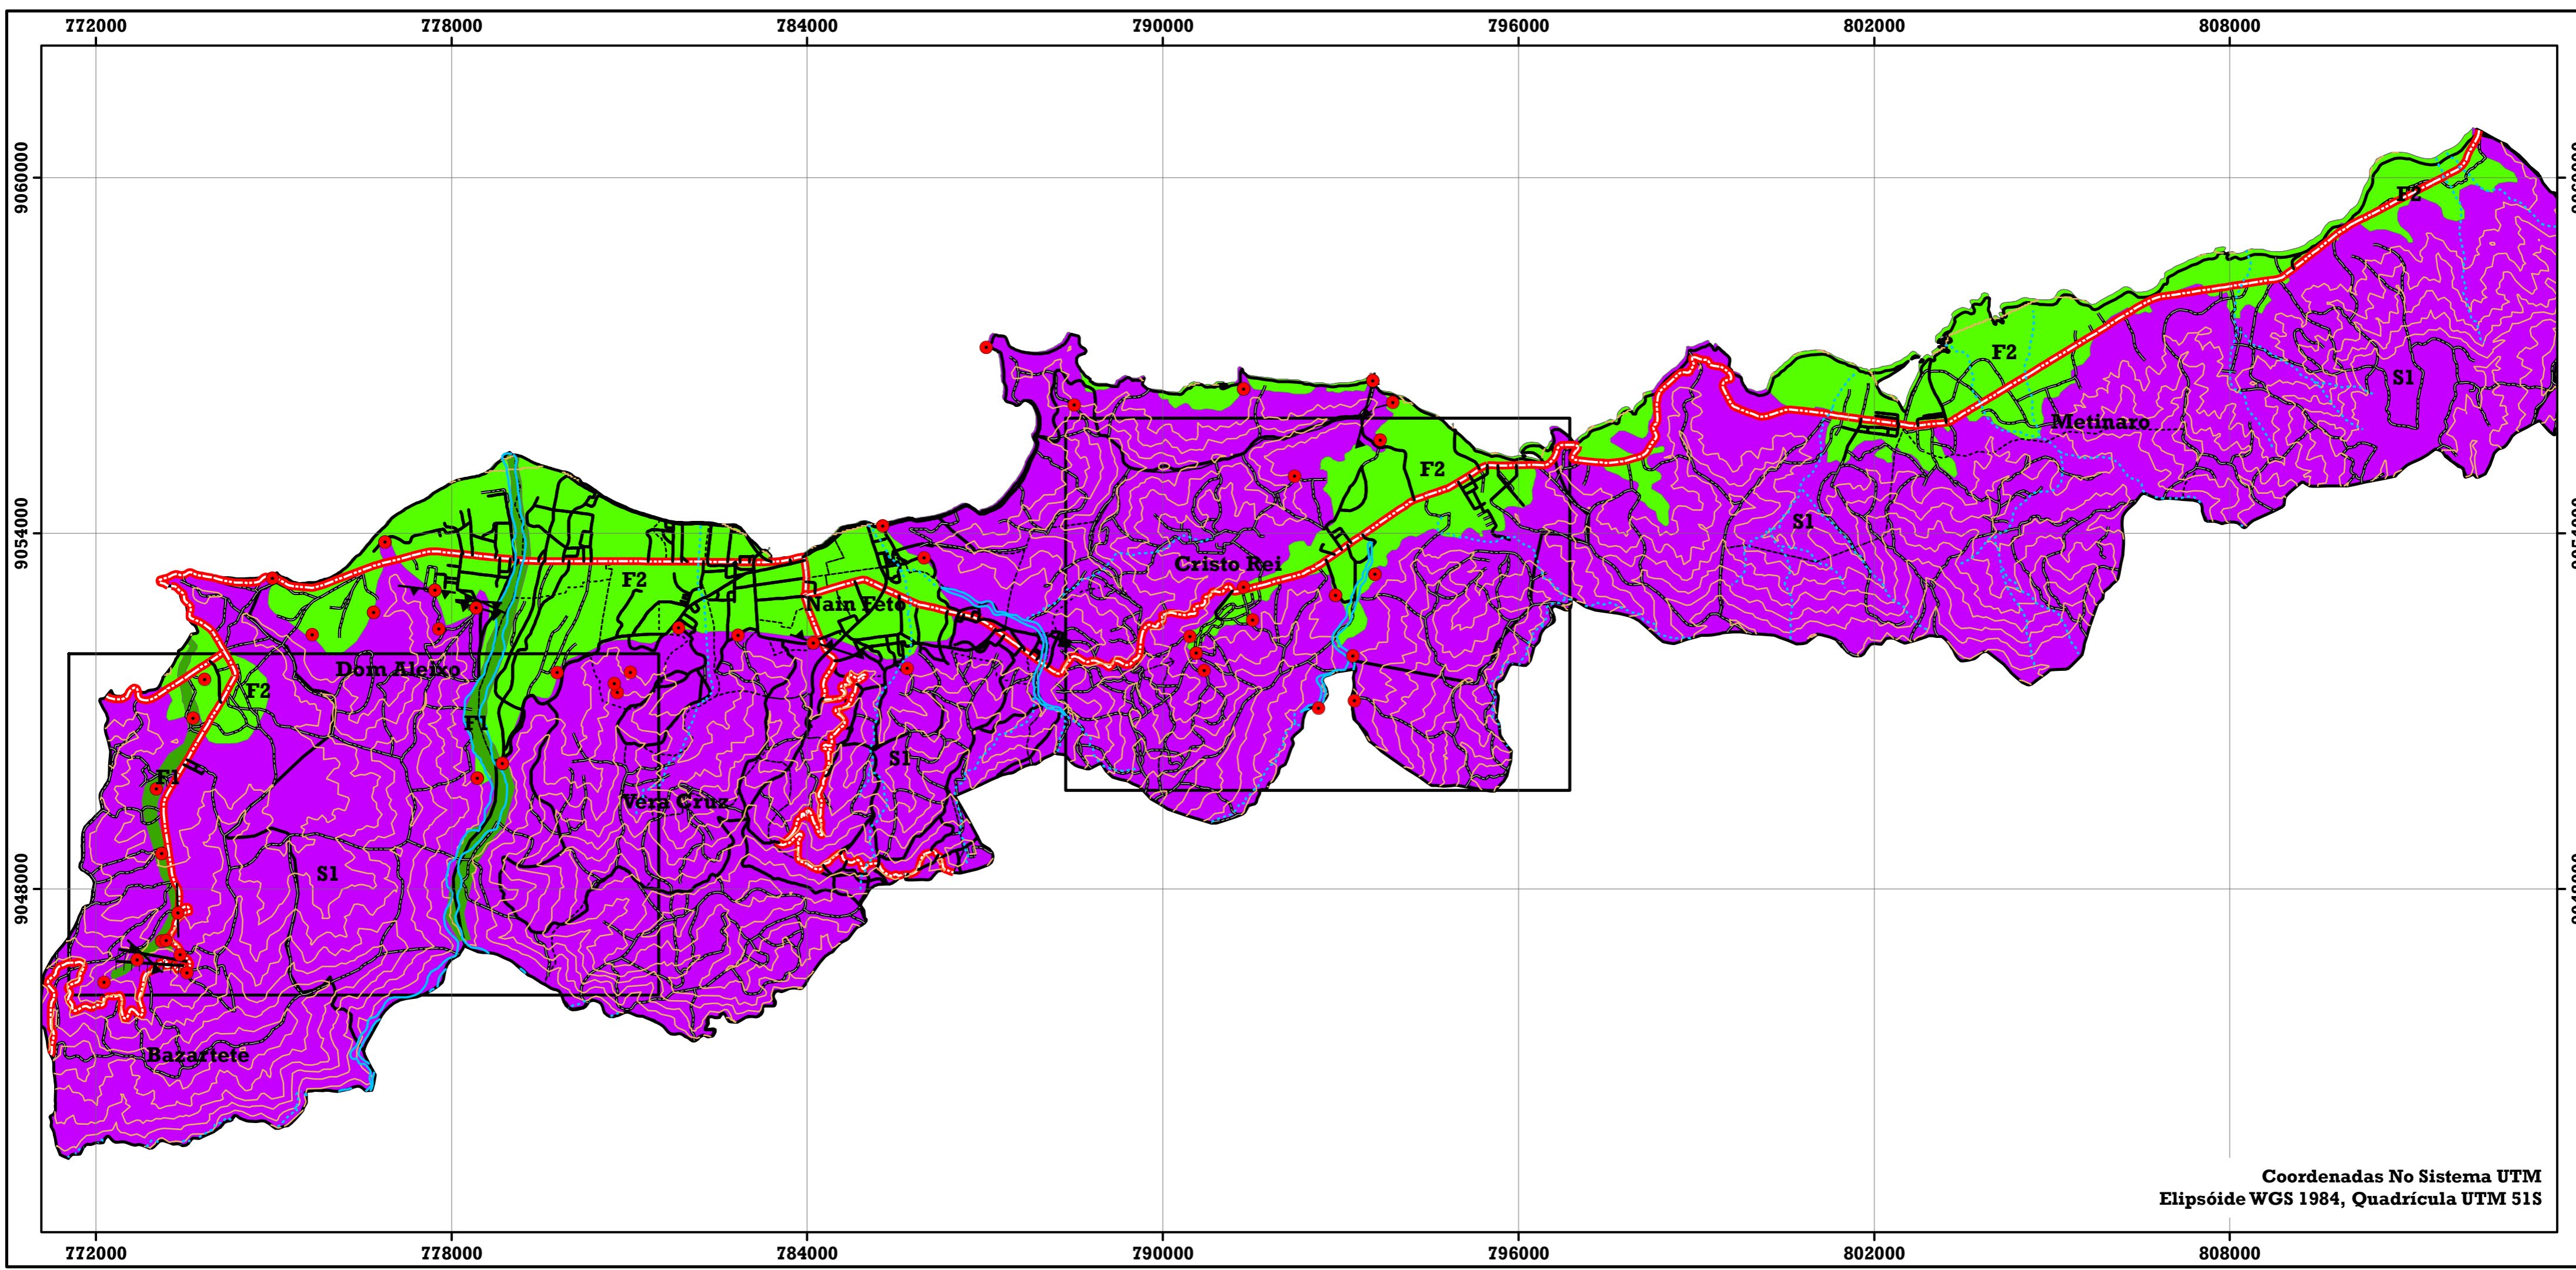 772000 778000 784000 790000 796000 802000 808000
9060000
F2
F2
S1
Metinaro
F2
S1
9054000
Cristo Rei
F2
Nain Feto
Dom Aleixo
F2
F1
S1
F1
Vera Cruz
S1
9048000
Bazartete
Coordenadas No Sistema UTM
Elipsóide WGS 1984, Quadrícula UTM 51S
772000 778000 784000 790000 796000 802000 808000